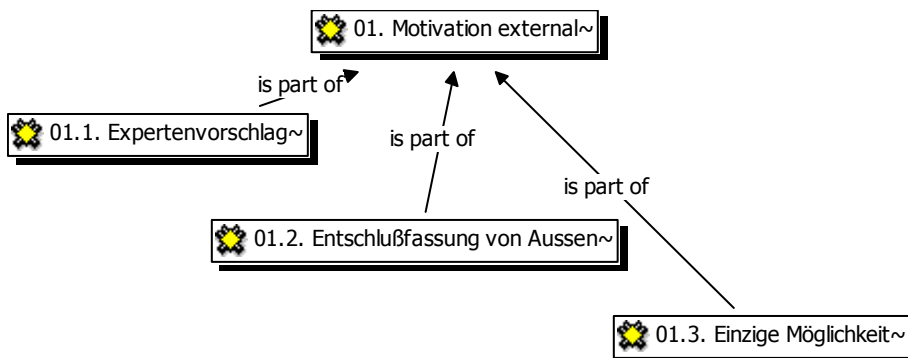 01. Motivation external~
is part of
01.1. Expertenvorschlag~
is part of
is part of
01.2. Entschlußfassung von Aussen~
01.3. Einzige Möglichkeit~